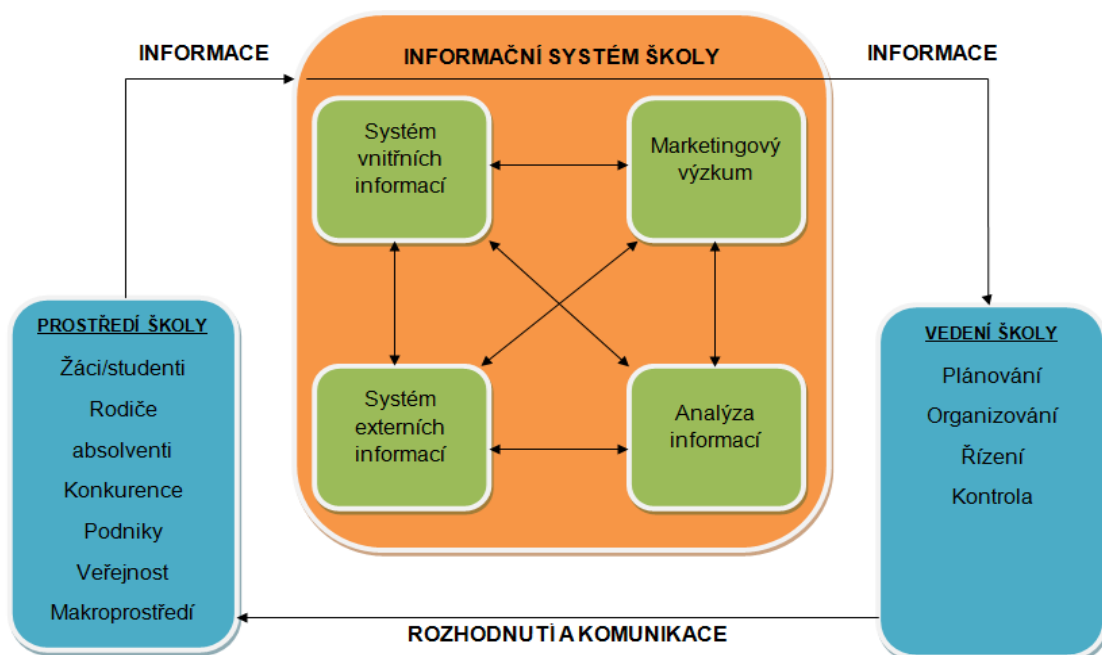 INFORMACE
INFORMAČNÍ SYSTÉM ŠKOLY
INFORMACE
Systém
vnitřních
informací
Marketingový
výzkum
PROSTŘEDÍ ŠKOLY
Žáci/studenti
Rodiče
absolventi
Konkurence
Podniky
Veřejnost
Makroprostředí
Systém
externích
informací
Analýza
informací
VEDENÍ ŠKOLY
Plánování
Organizování
Řízení
Kontrola
ROZHODNUTÍ A KOMUNIKACE